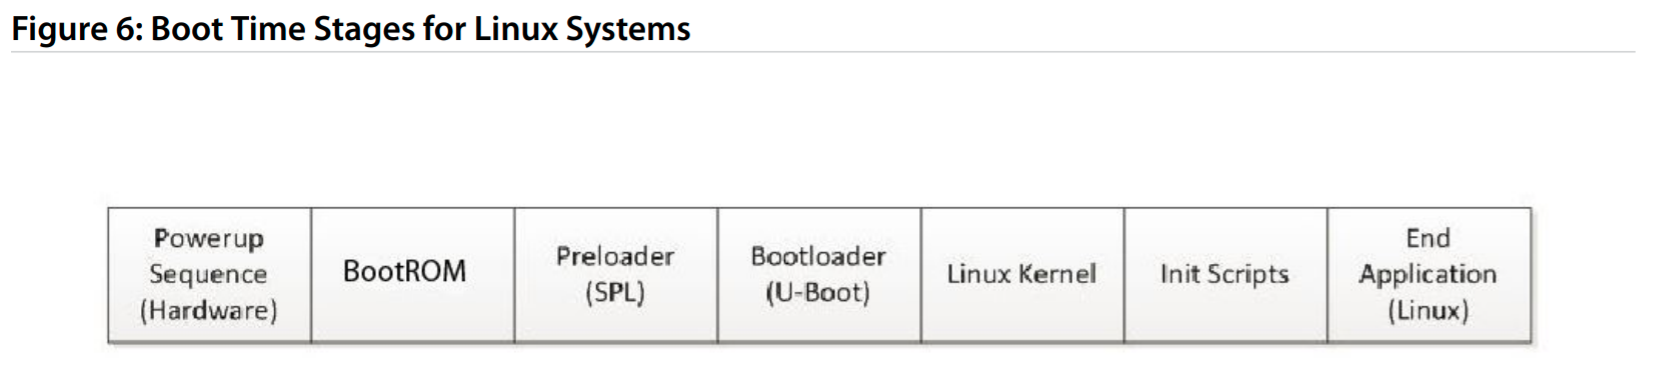 Figure 6: Boot Time Stages for Linux Systems
Powerup
Sequence
(Hardware)
BootROM
Preloader
(SPL)
Bootloader
(U-Boot)
Linux Kernel
Init Scripts
End
Application
(Linux)